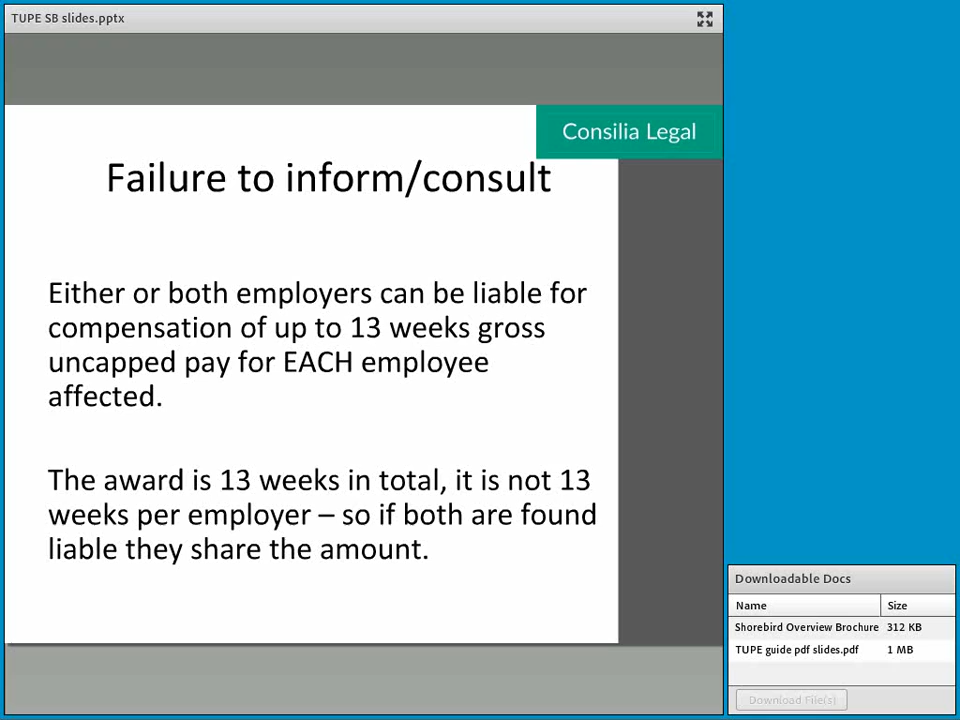 TUPE SB slides.pptx
Consilia Legal
Failure to inform/consult
Either or both employers can be liable for
compensation of up to 13 weeks gross
uncapped pay for EACH employee
affected.
The award is 13 weeks in total, it is not 13
weeks per employer – so if both are found
liable they share the amount.
Downloadable Docs
Name Size
Shorebird Overview Brochure 312 KB
TUPE guide pdf slides.pdf 1 MB
Download File(s)